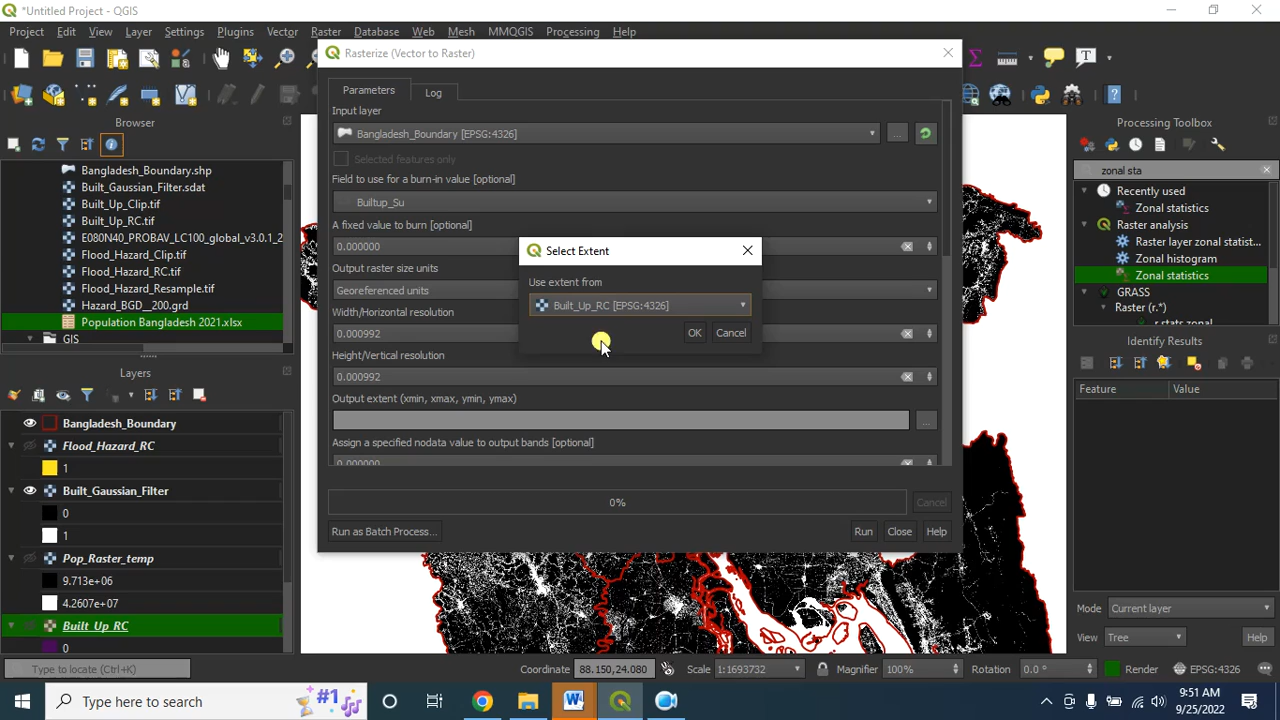 *Untitled Project - QGIS
Project Edit View Layer Settings Plugins Vector Raster Database Web Mesh MMQGIS Processing Help
Rasterize (Vector to Raster)
Parameters
Log
Input layer
Bangladesh_Boundary [EPSG:4326]
...
Selected features only
Field to use for a burn-in value [optional]
Builtup_Su
A fixed value to burn [optional]
0.000000
Output raster size units
Georeferenced units
Width/Horizontal resolution
0.000992
Height/Vertical resolution
0.000992
Output extent (xmin, xmax, ymin, ymax)
...
Assign a specified nodata value to output bands [optional]
0.000000
0%
Cancel
Run as Batch Process...
Run
Close
Help
Select Extent
Use extent from
Built_Up_RC [EPSG:4326]
OK
Cancel
Browser
Bangladesh_Boundary.shp
Built_Gaussian_Filter.sdat
Built_Up_Clip.tif
Built_Up_RC.tif
E080N40_PROBAV_LC100_global_v3.0.1_2
Flood_Hazard_Clip.tif
Flood_Hazard_RC.tif
Flood_Hazard_Resample.tif
Hazard_BGD__200.grd
Population Bangladesh 2021.xlsx
GIS
Layers
Bangladesh_Boundary
Flood_Hazard_RC
1
Built_Gaussian_Filter
0
1
Pop_Raster_temp
9.713e+06
4.2607e+07
Built_Up_RC
0
Processing Toolbox
zonal sta
Recently used
Zonal statistics
Raster analysis
Raster layer zonal statist...
Zonal histogram
Zonal statistics
GRASS
Raster (r.*)
r.stats.zonal
Identify Results
Feature
Value
Mode Current layer
View Tree
Help
Type to locate (Ctrl+K)
Coordinate 88.150,24.080
Scale 1:1693732
Magnifier 100%
Rotation 0.0 °
Render
EPSG:4326
Type here to search
#1
9:51 AM
9/25/2022